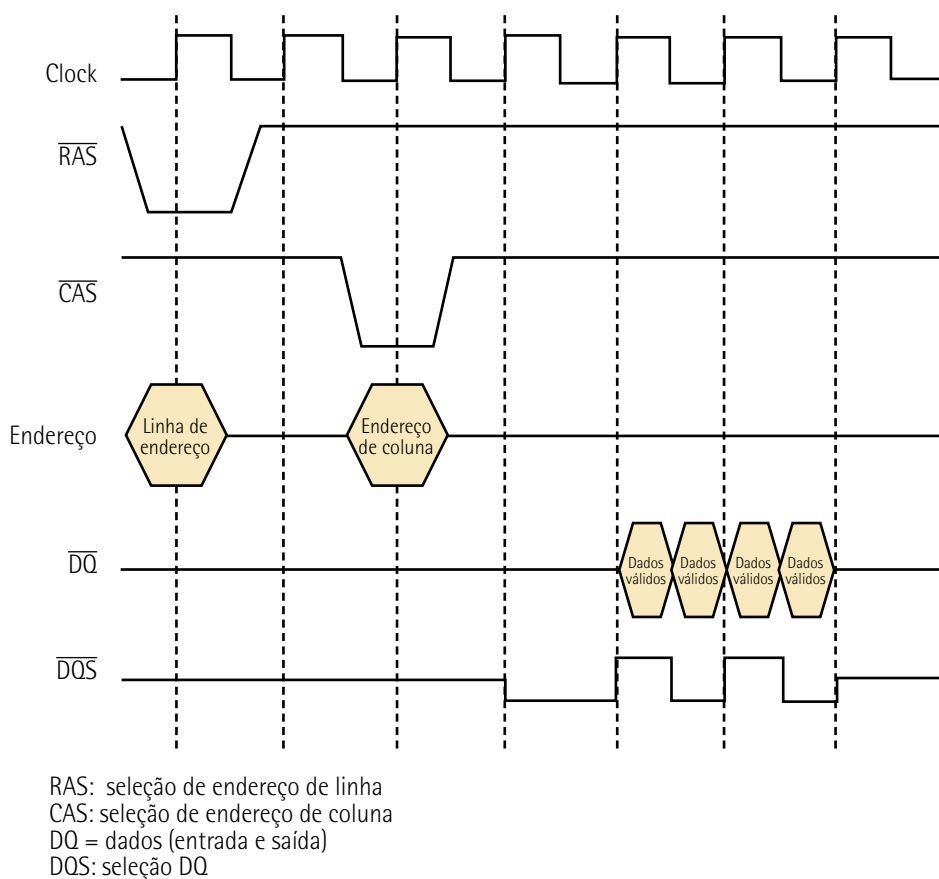 Clock
RAS
CAS
Linha de
endereço
Endereço
de coluna
Endereço
DQ
Dados
válidos
Dados
válidos
Dados
válidos
Dados
válidos
DQS
RAS: seleção de endereço de linha
CAS: seleção de endereço de coluna
DQ = dados (entrada e saída)
DQS: seleção DQ